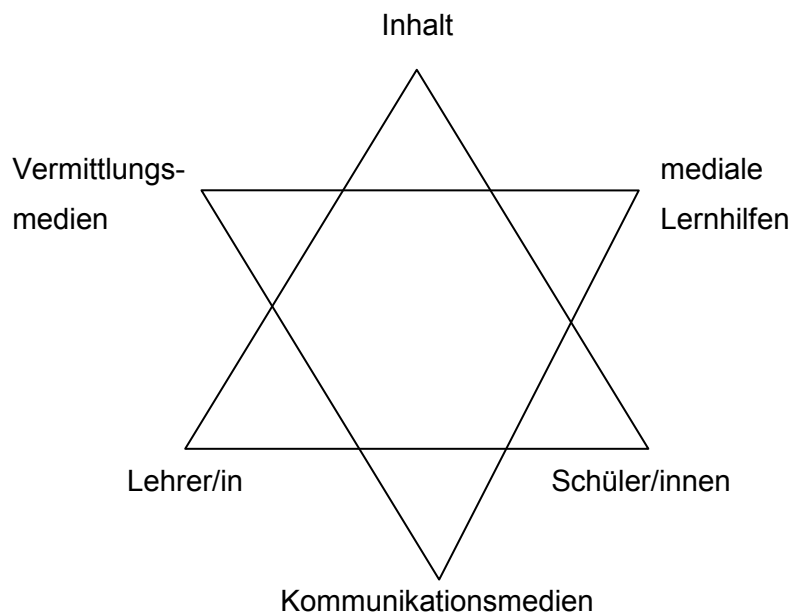 Inhalt
Vermittlungs-
medien
mediale
Lernhilfen
Lehrer/in
Schüler/innen
Kommunikationsmedien